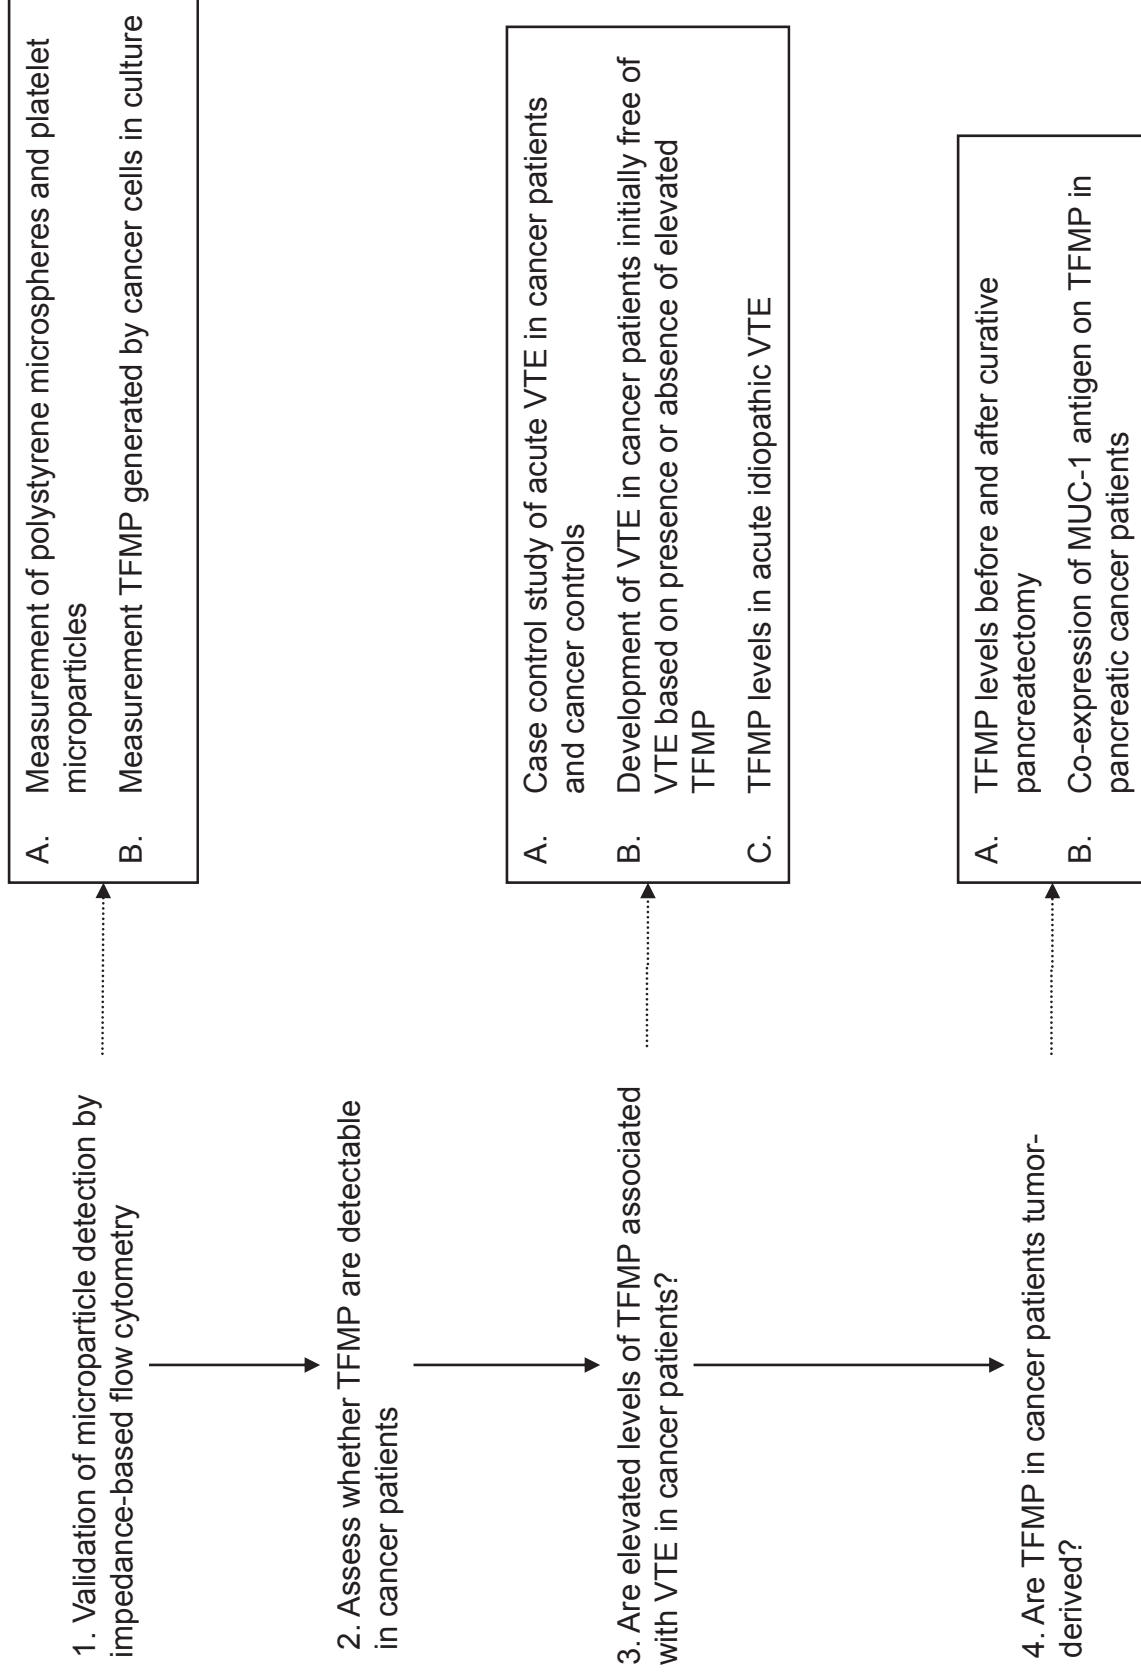 1. Validation of microparticle detection by
impedance-based flow cytometry
A. Measurement of polystyrene microspheres and platelet
microparticles
B. Measurement TFMP generated by cancer cells in culture
2. Assess whether TFMP are detectable
in cancer patients
3. Are elevated levels of TFMP associated
with VTE in cancer patients?
A. Case control study of acute VTE in cancer patients
and cancer controls
B. Development of VTE in cancer patients initially free of
VTE based on presence or absence of elevated
TFMP
C. TFMP levels in acute idiopathic VTE
4. Are TFMP in cancer patients tumor-
derived?
A. TFMP levels before and after curative
pancreatectomy
B. Co-expression of MUC-1 antigen on TFMP in
pancreatic cancer patients